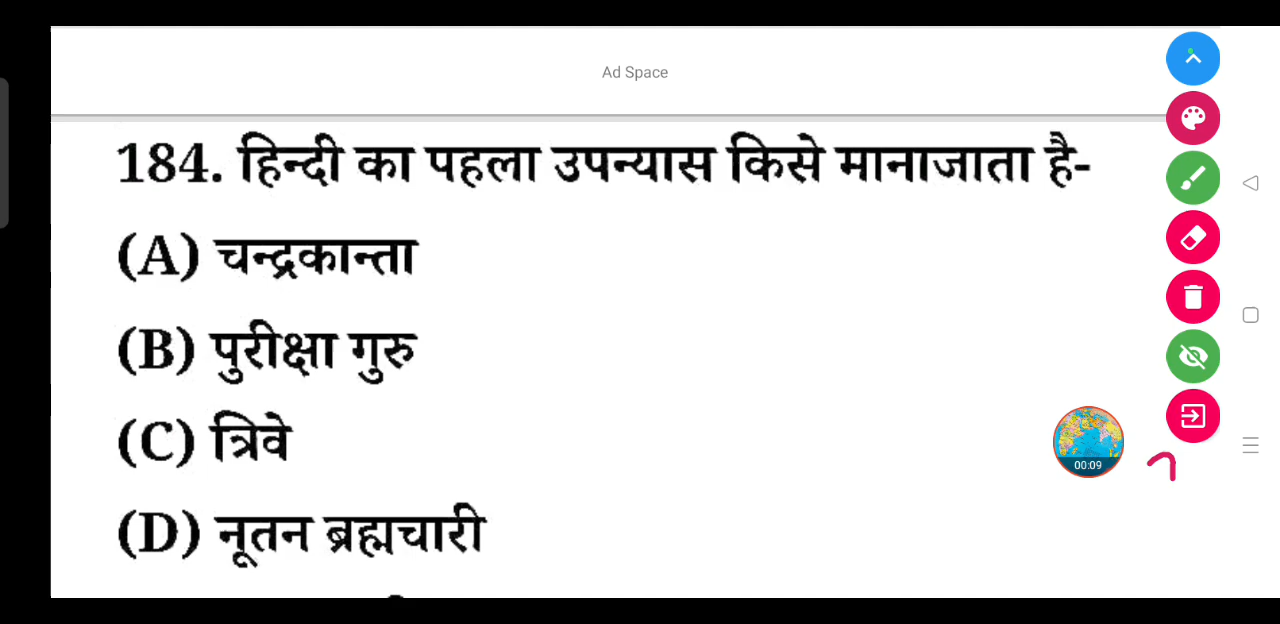 Ad Space
184. हिन्दी का पहला उपन्यास किसे मानाजाता है-
(A) चन्द्रकान्ता
(B) पुरीक्षा गुरु
(C) त्रिवे
(D) नूतन ब्रह्मचारी
00:09